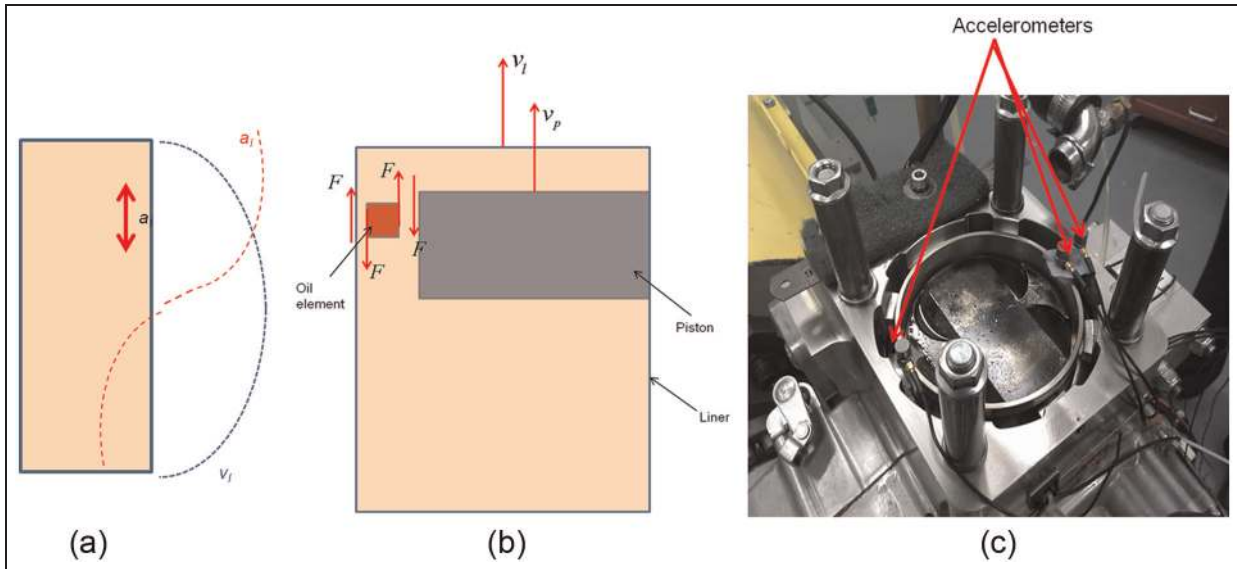 a_l
a
v_l
(a)
v_l
v_p
F
F
F
F
Oil
element
Piston
Liner
(b)
Accelerometers
(c)